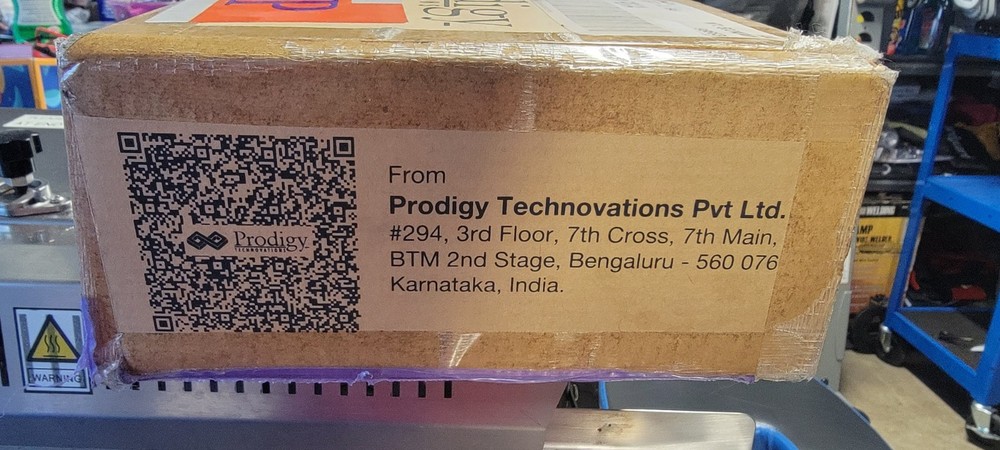 Prodigy
TECHNOVATIONS
From
Prodigy Technovations Pvt Ltd.
#294, 3rd Floor, 7th Cross, 7th Main,
BTM 2nd Stage, Bengaluru - 560 076
Karnataka, India.
WARNING